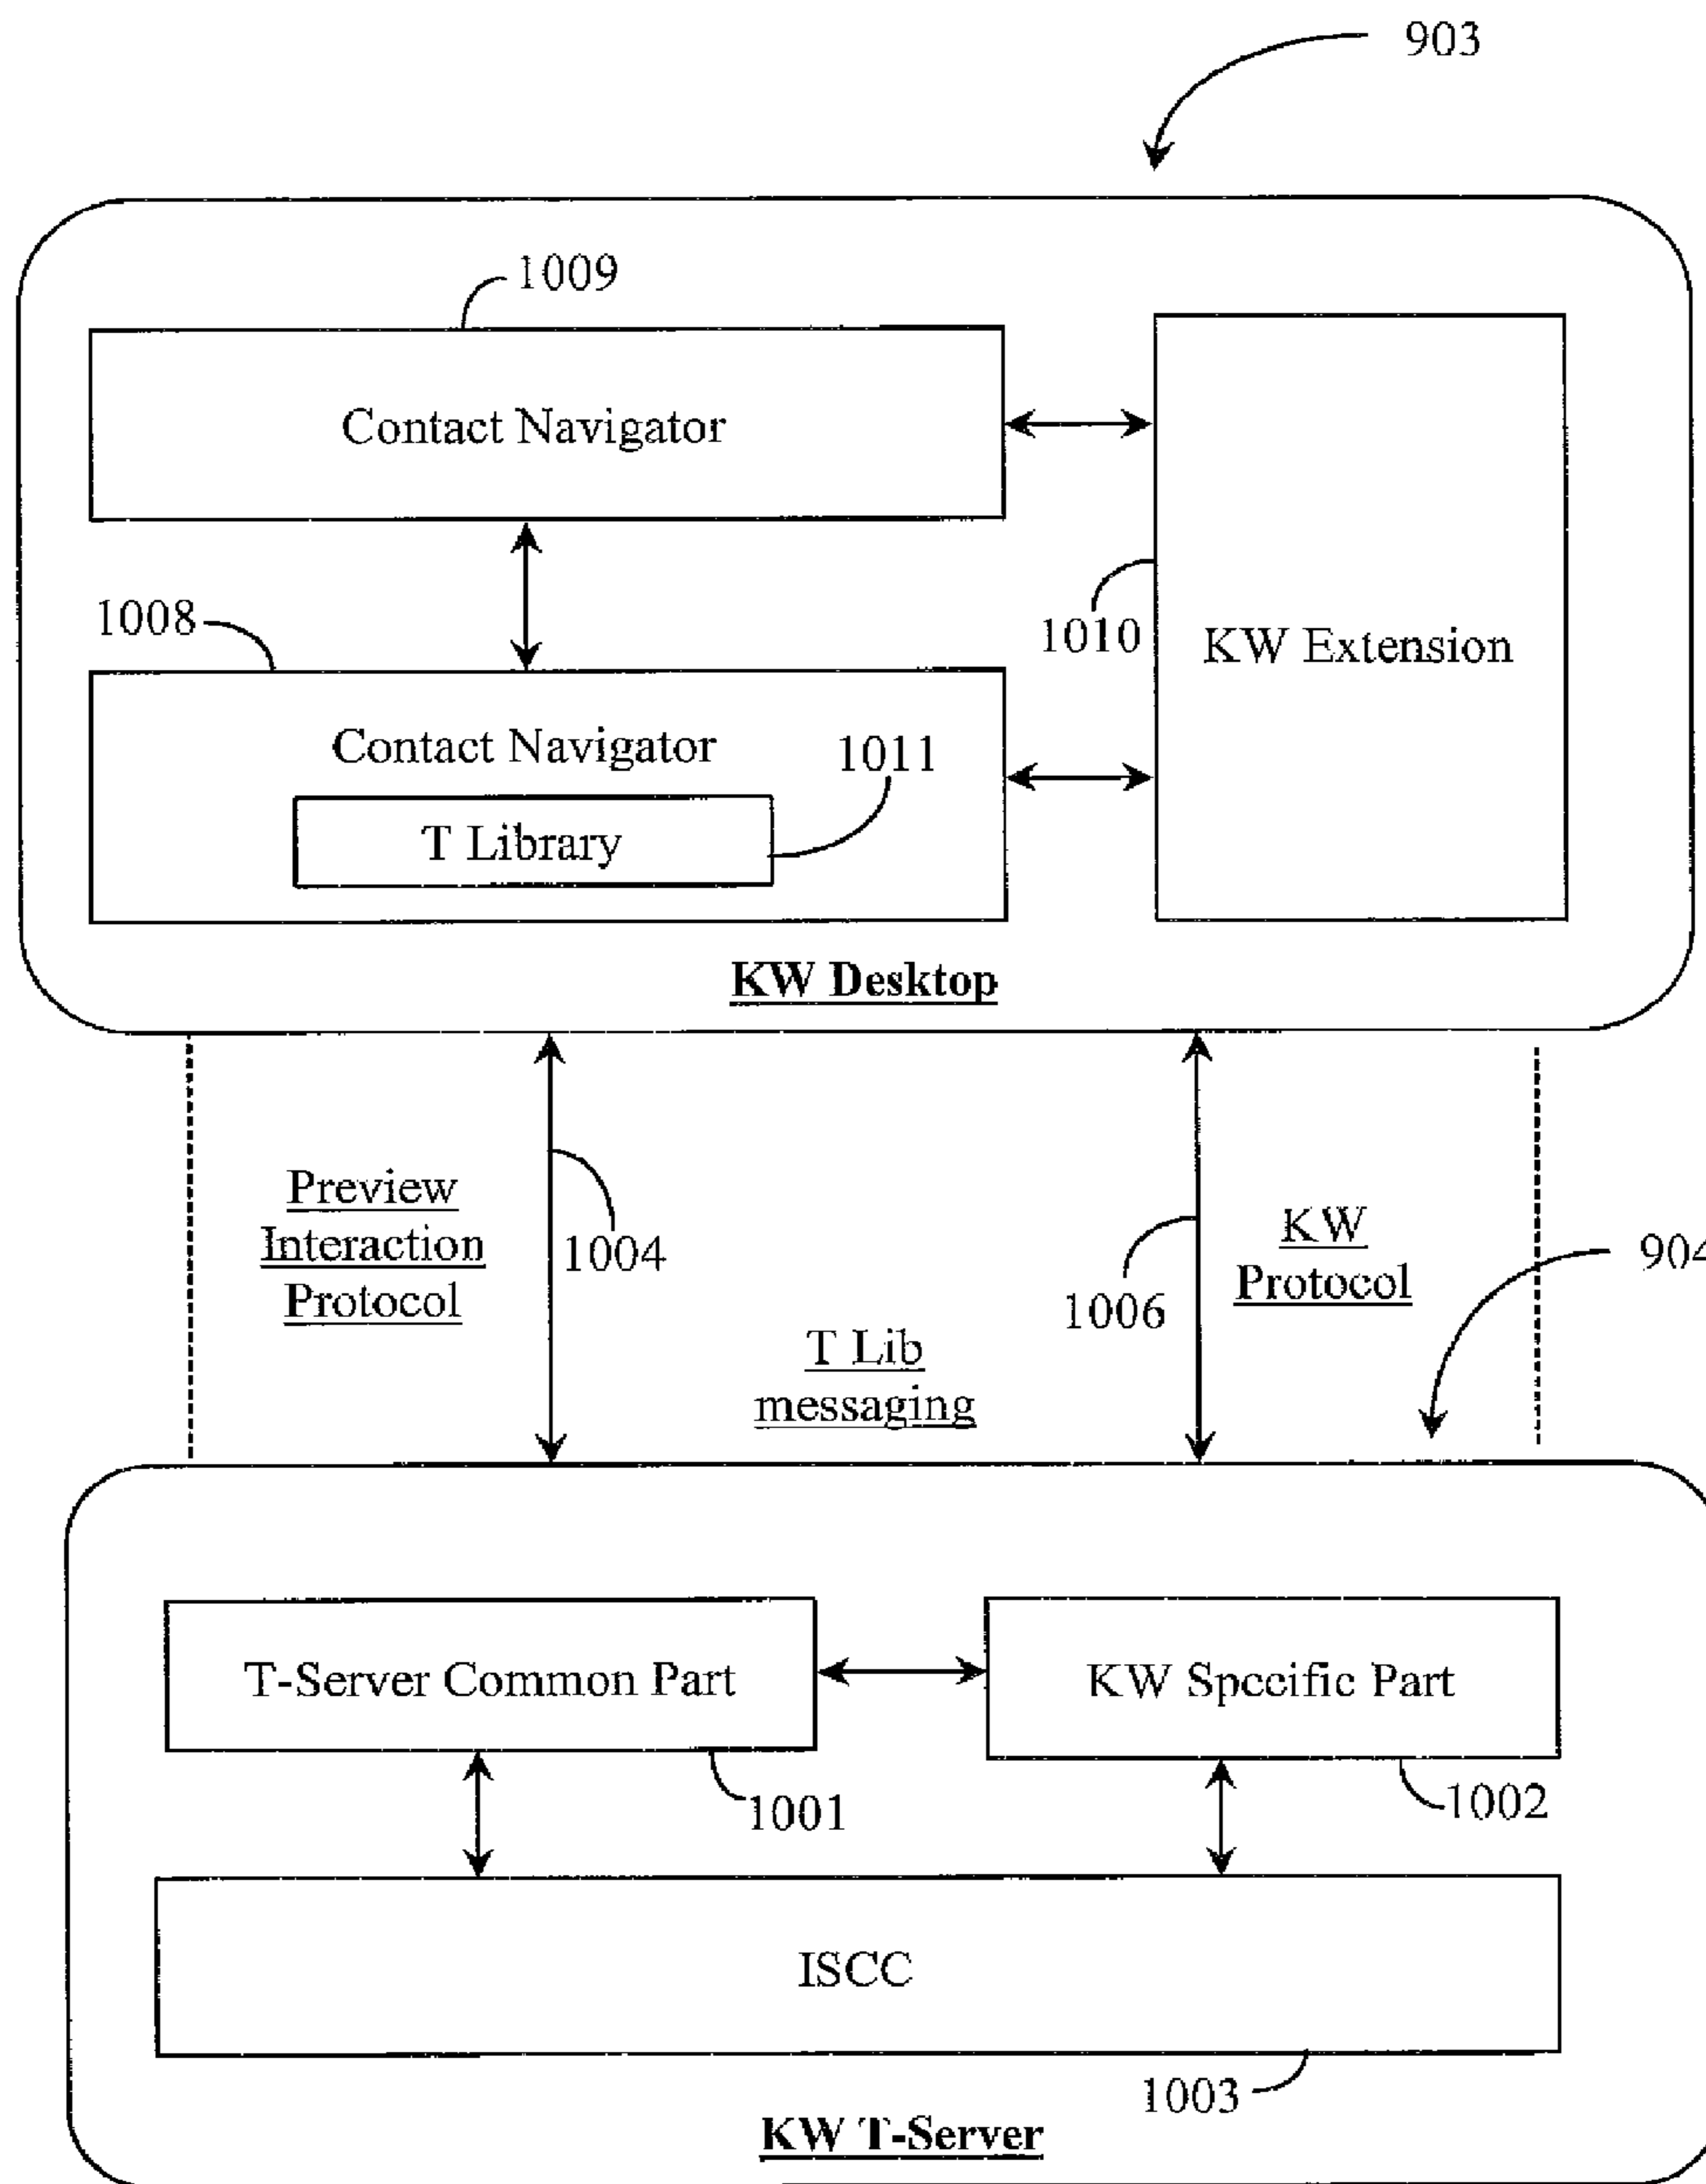 903
1009
Contact Navigator
1008
1010
KW Extension
Contact Navigator
1011
T Library
KW Desktop
Preview
Interaction
Protocol
1004
1006
KW
Protocol
904
T Lib
messaging
T-Server Common Part
KW Specific Part
1001
1002
ISCC
1003
KW T-Server